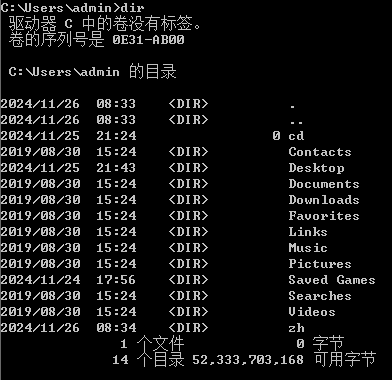 C:\Users\admin>dir
驱动器 C 中的卷没有标签。
卷的序列号是 0E31-AB00
C:\Users\admin 的目录
2024/11/26  08:33    <DIR>          .
2024/11/26  08:33    <DIR>          ..
2024/11/25  21:24                 0 cd
2019/08/30  15:24    <DIR>          Contacts
2024/11/25  21:43    <DIR>          Desktop
2019/08/30  15:24    <DIR>          Documents
2019/08/30  15:24    <DIR>          Downloads
2019/08/30  15:24    <DIR>          Favorites
2019/08/30  15:24    <DIR>          Links
2019/08/30  15:24    <DIR>          Music
2019/08/30  15:24    <DIR>          Pictures
2024/11/24  17:56    <DIR>          Saved Games
2019/08/30  15:24    <DIR>          Searches
2019/08/30  15:24    <DIR>          Videos
2024/11/26  08:34    <DIR>          zh
1 个文件              0 字节
14 个目录 52,333,703,168 可用字节